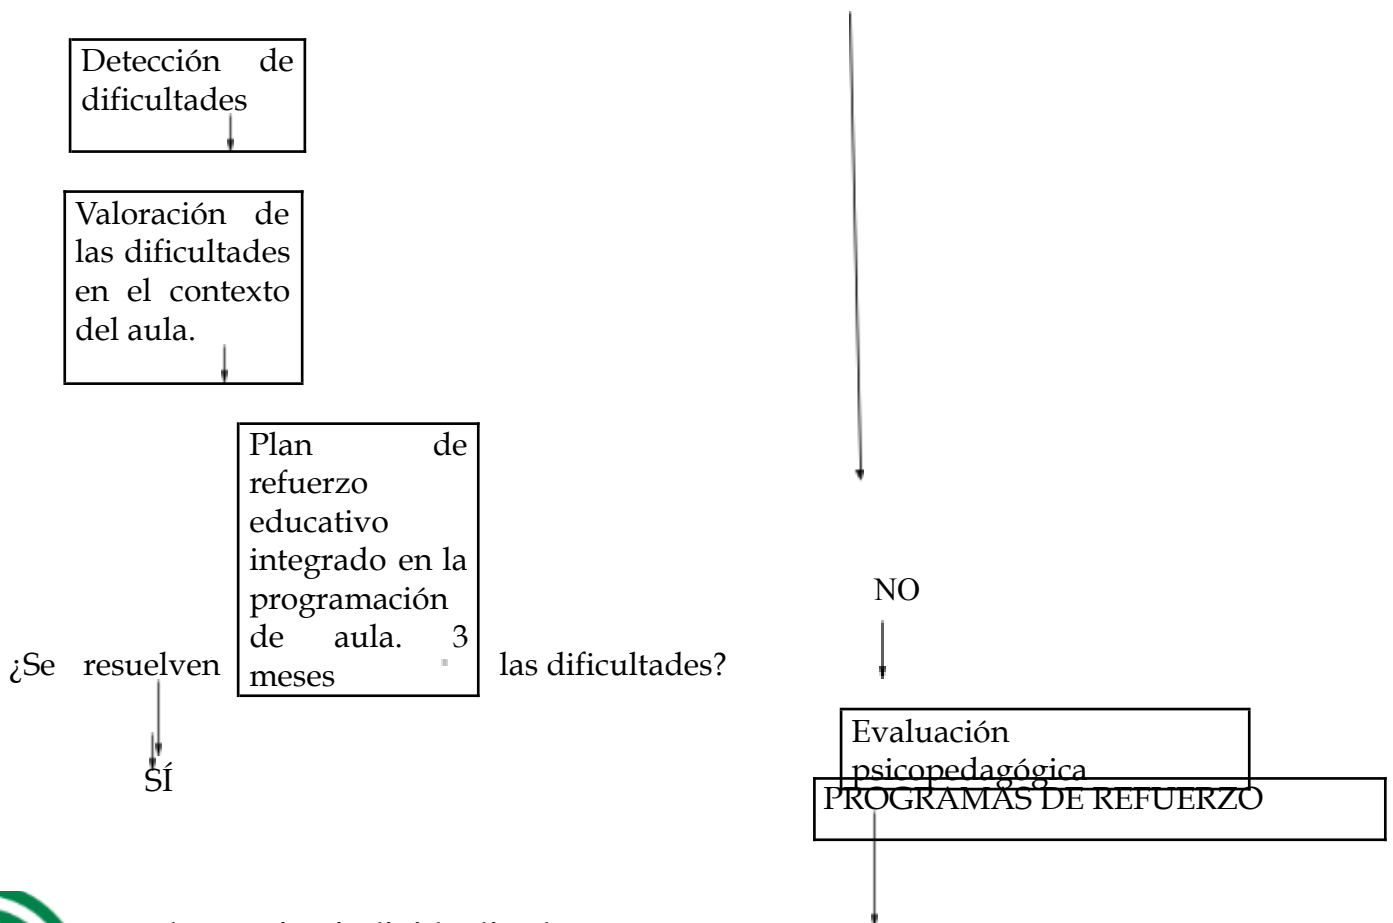 Detección de
dificultades
Valoración de
las dificultades
en el contexto
del aula.
Plan de
refuerzo
educativo
integrado en la
programación
de aula. 3
meses
¿Se resuelven
las dificultades?
SÍ
NO
Evaluación
psicopedagógica
PROGRAMAS DE REFUERZO